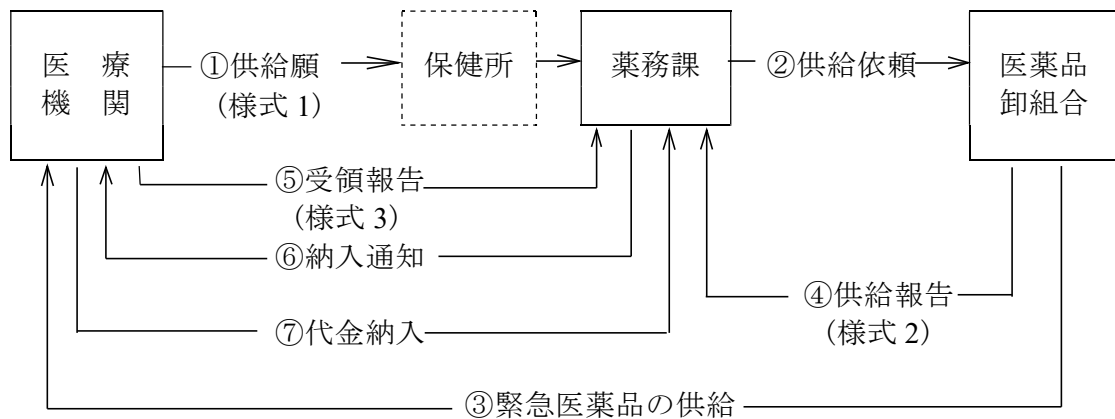 医 療
機 関
①供給願
(様式 1)
保健所
薬務課
②供給依頼
医薬品
卸組合
⑤受領報告
(様式 3)
⑥納入通知
④供給報告
(様式 2)
⑦代金納入
③緊急医薬品の供給